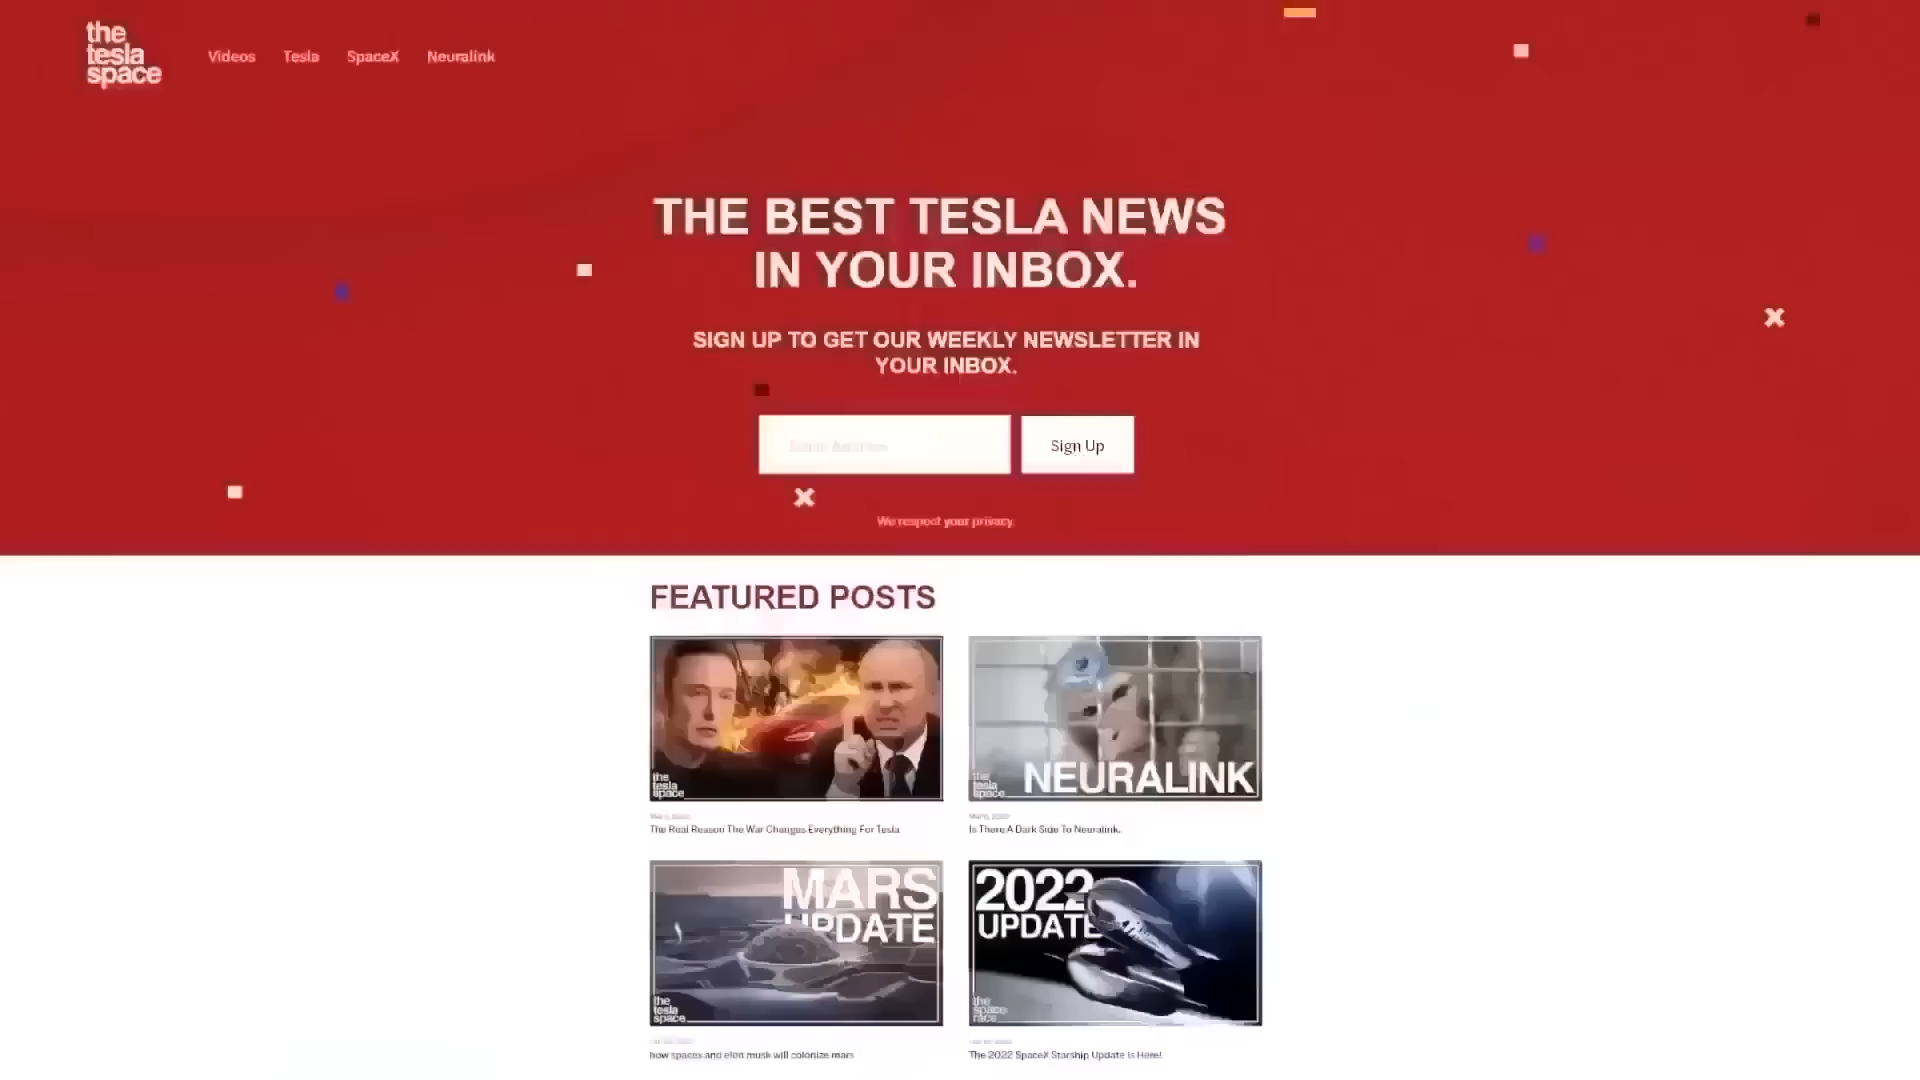 the
tesla
space
Videos
Tesla
SpaceX
Neuralink
THE BEST TESLA NEWS
IN YOUR INBOX.
SIGN UP TO GET OUR WEEKLY NEWSLETTER IN
YOUR INBOX.
Sign Up
We respect your privacy.
FEATURED POSTS
the
tesla
space
the
tesla
space
NEURALINK
The Real Reason The War Changes Everything For Tesla
Is There A Dark Side To Neuralink.
MARS
UPDATE
the
tesla
space
2022
UPDATE
the
space
race
how spacex and elon musk will colonize mars
The 2022 SpaceX Starship Update Is Here!